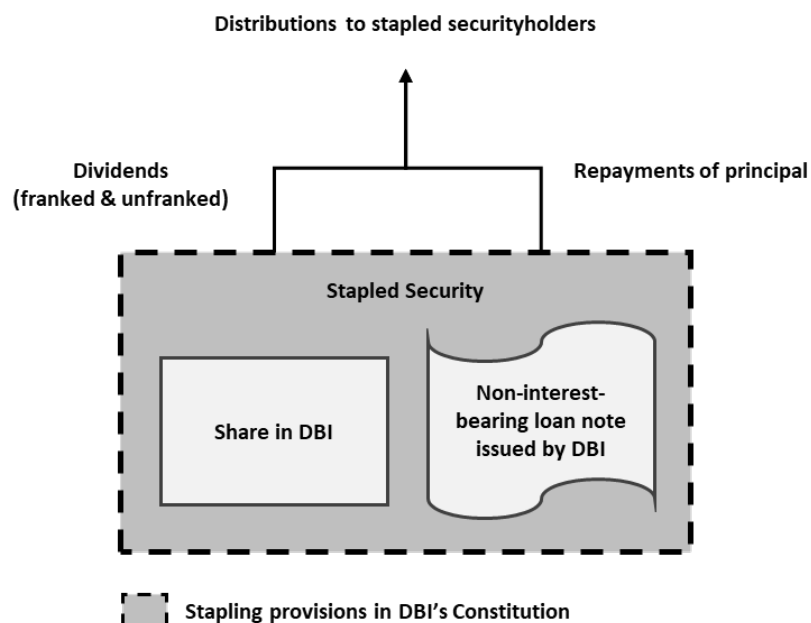 Distributions to stapled securityholders
Dividends
(franked & unfranked)
Repayments of principal
Stapled Security
Share in DBI
Non-interest-
bearing loan note
issued by DBI
Stapling provisions in DBI's Constitution